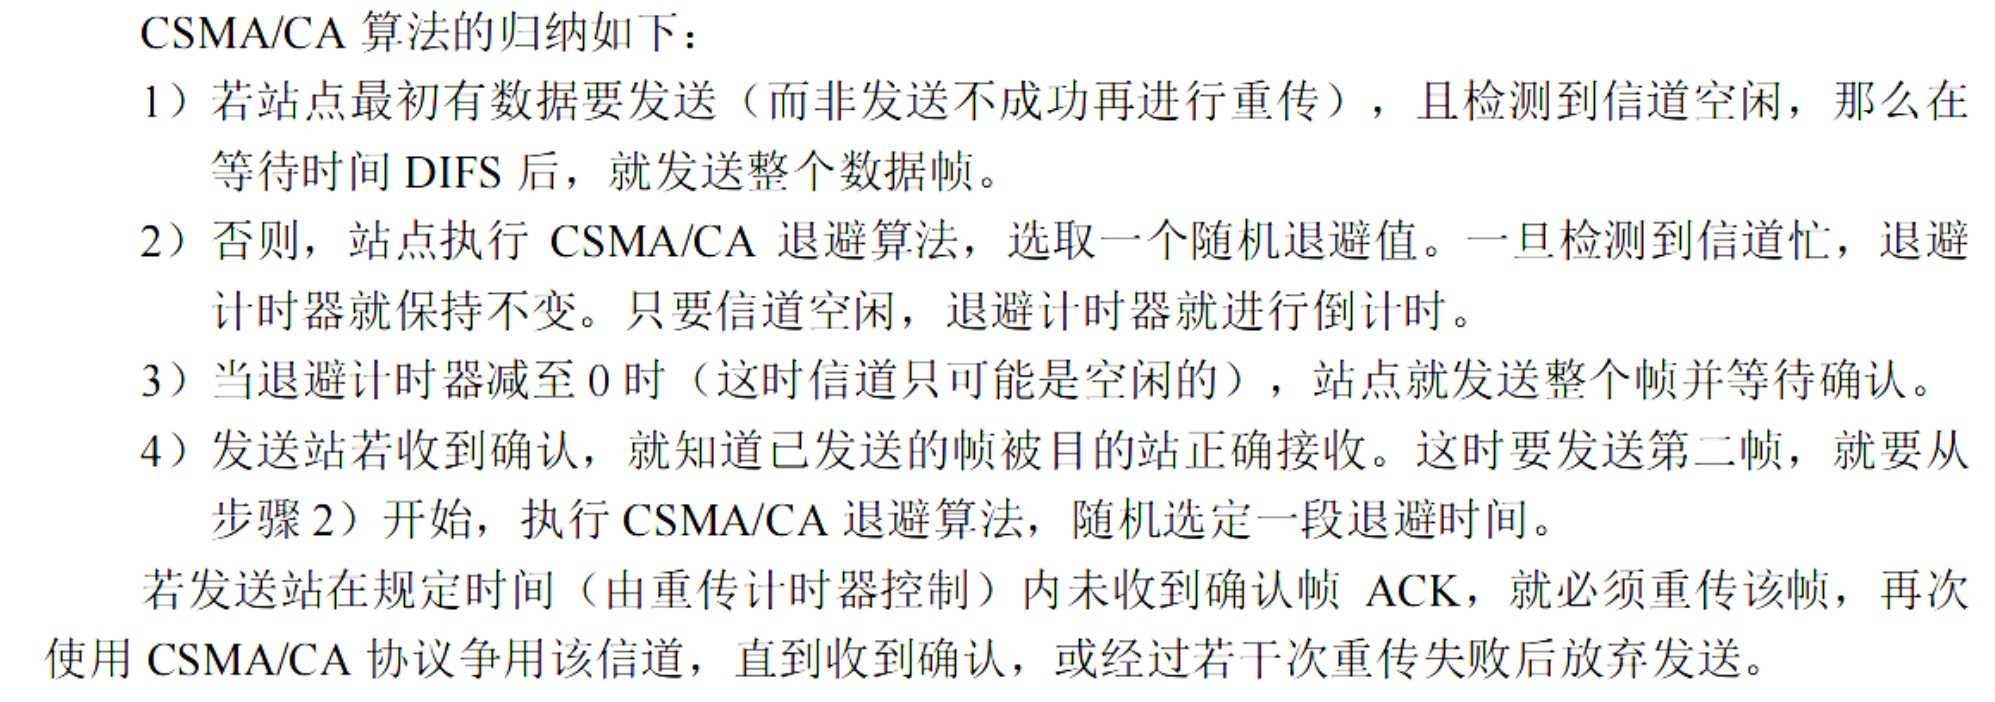 CSMA/CA 算法的归纳如下：
1）若站点最初有数据要发送（而非发送不成功再进行重传），且检测到信道空闲，那么在
等待时间 DIFS 后，就发送整个数据帧。
2）否则，站点执行 CSMA/CA 退避算法，选取一个随机退避值。一旦检测到信道忙，退避
计时器就保持不变。只要信道空闲，退避计时器就进行倒计时。
3）当退避计时器减至 0 时（这时信道只可能是空闲的），站点就发送整个帧并等待确认。
4）发送站若收到确认，就知道已发送的帧被目的站正确接收。这时要发送第二帧，就要从
步骤 2）开始，执行 CSMA/CA 退避算法，随机选定一段退避时间。
若发送站在规定时间（由重传计时器控制）内未收到确认帧 ACK，就必须重传该帧，再次
使用 CSMA/CA 协议争用该信道，直到收到确认，或经过若干次重传失败后放弃发送。